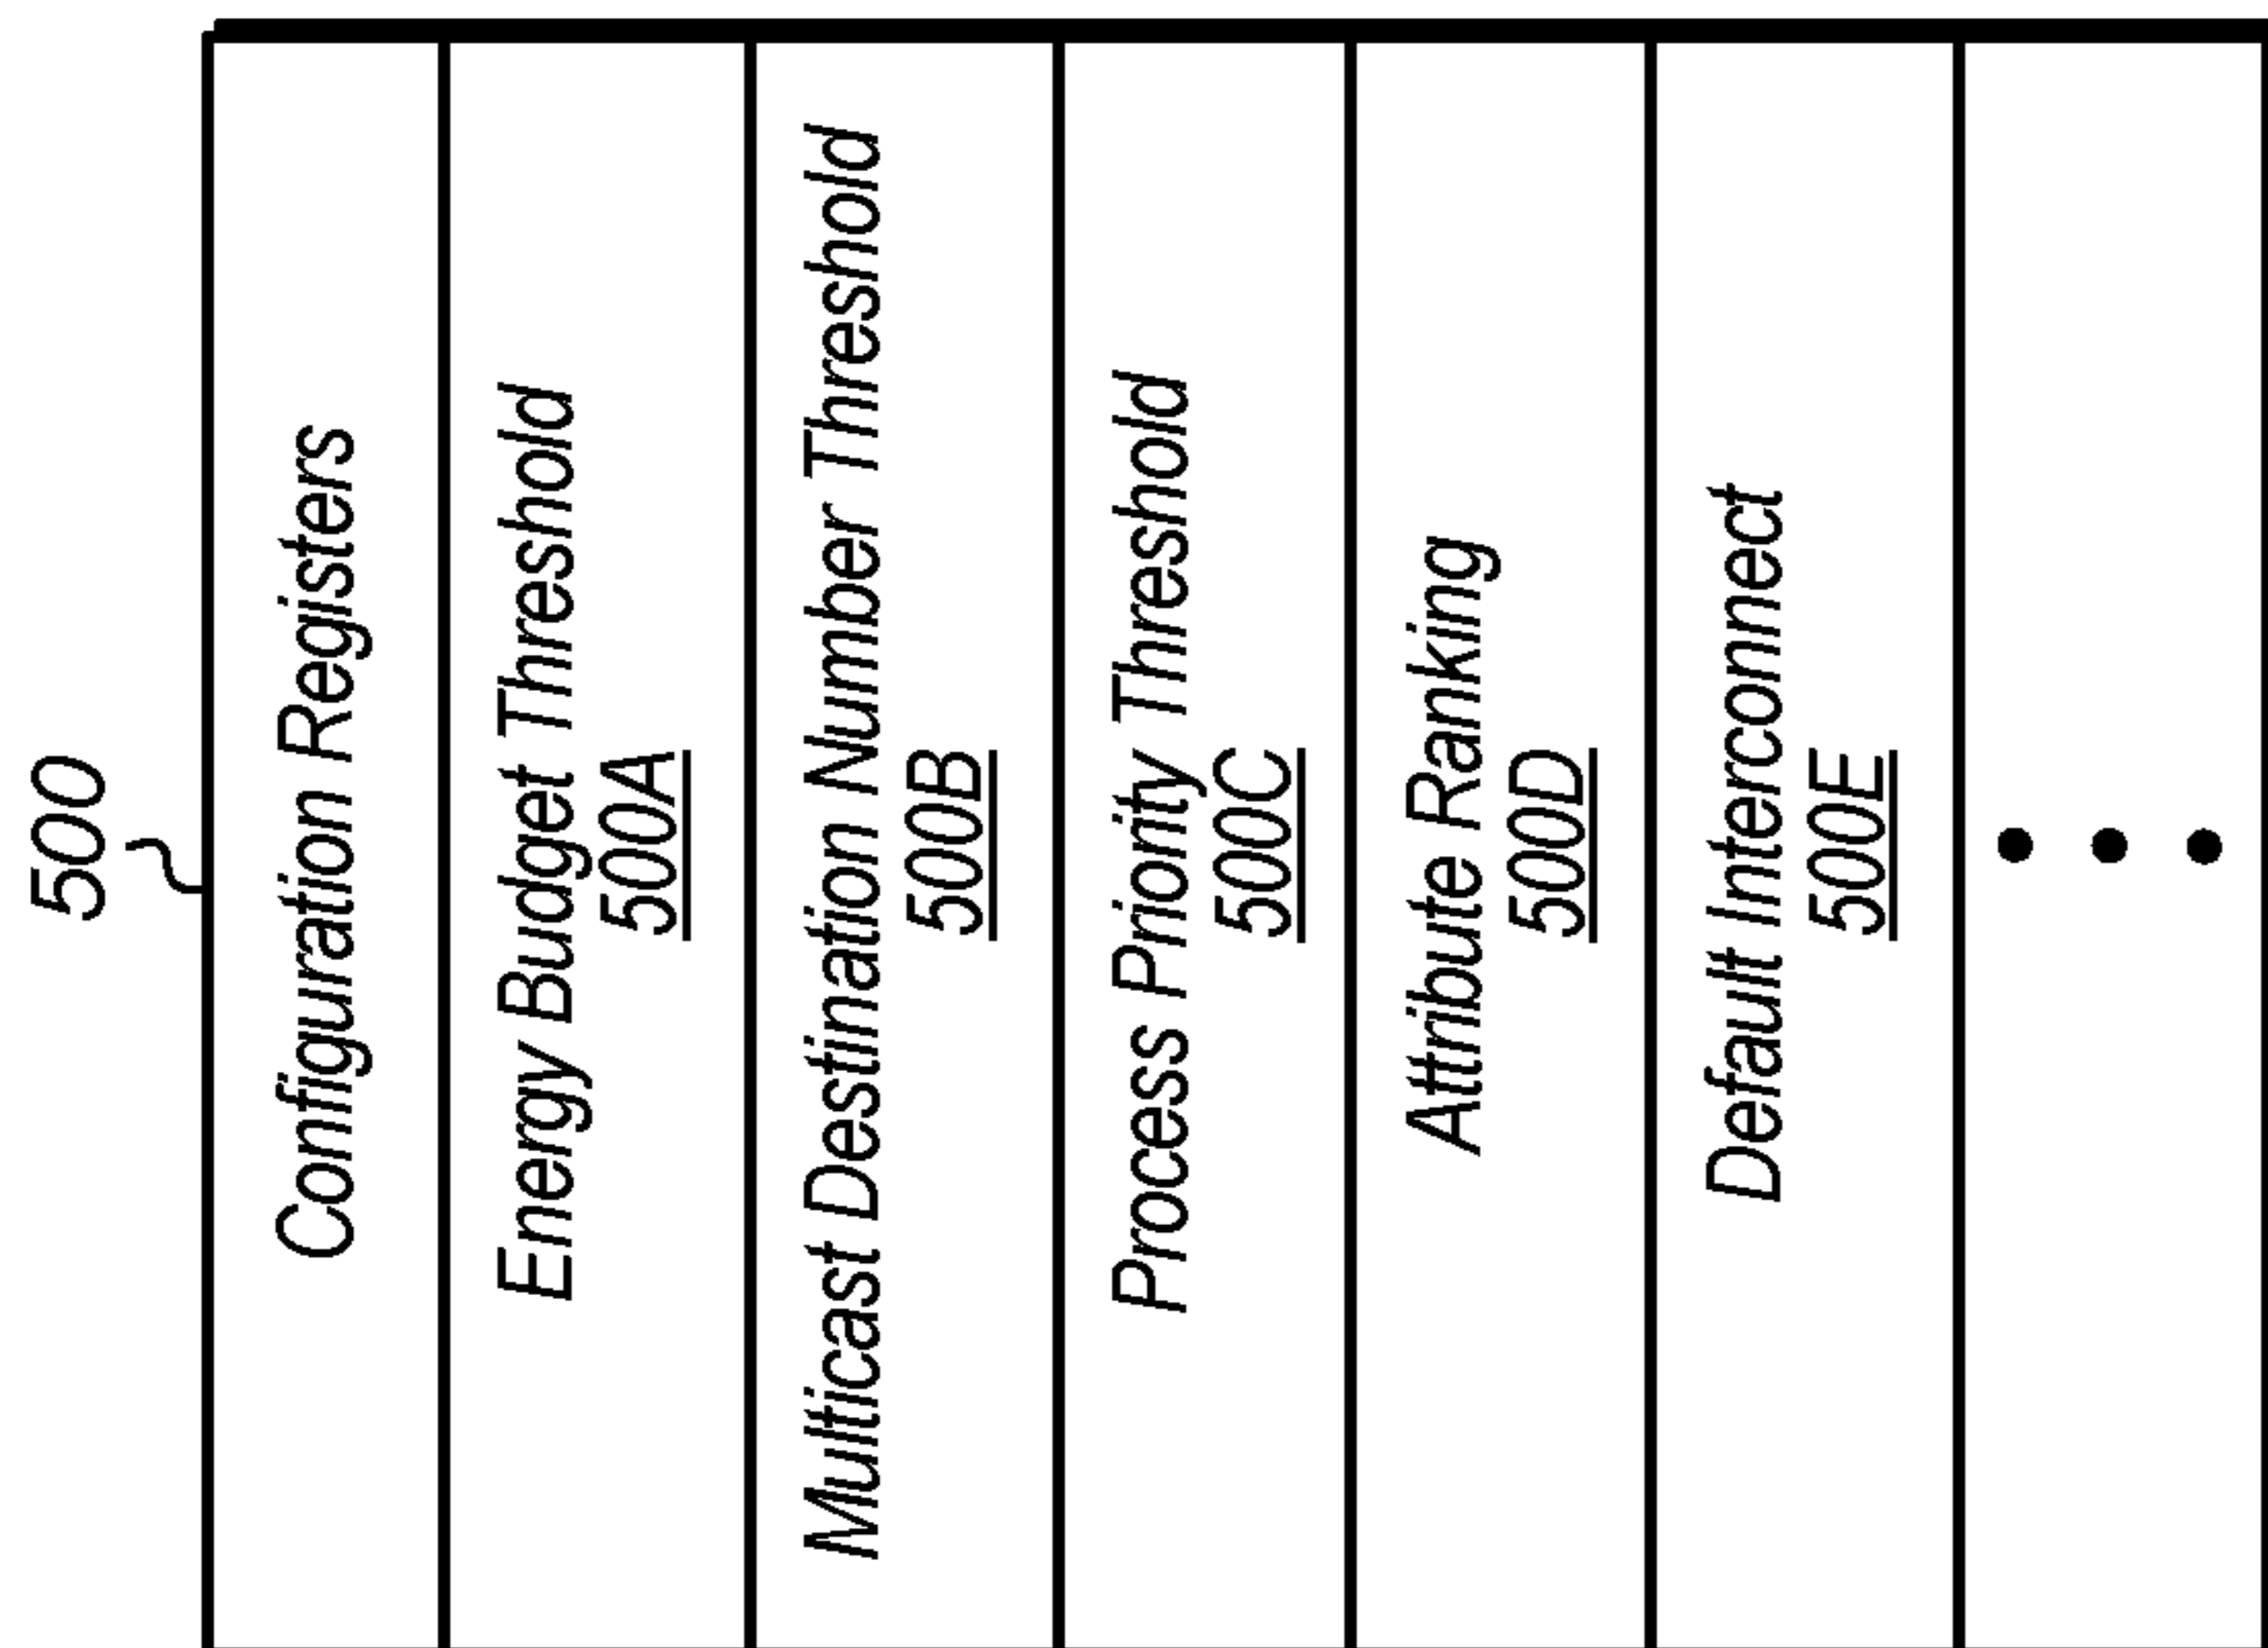 500
Configuration Registers
Energy Budget Threshold
500A
Multicast Destination Number Threshold
500B
Process Priority Threshold
500C
Attribute Ranking
500D
Default Interconnect
500E